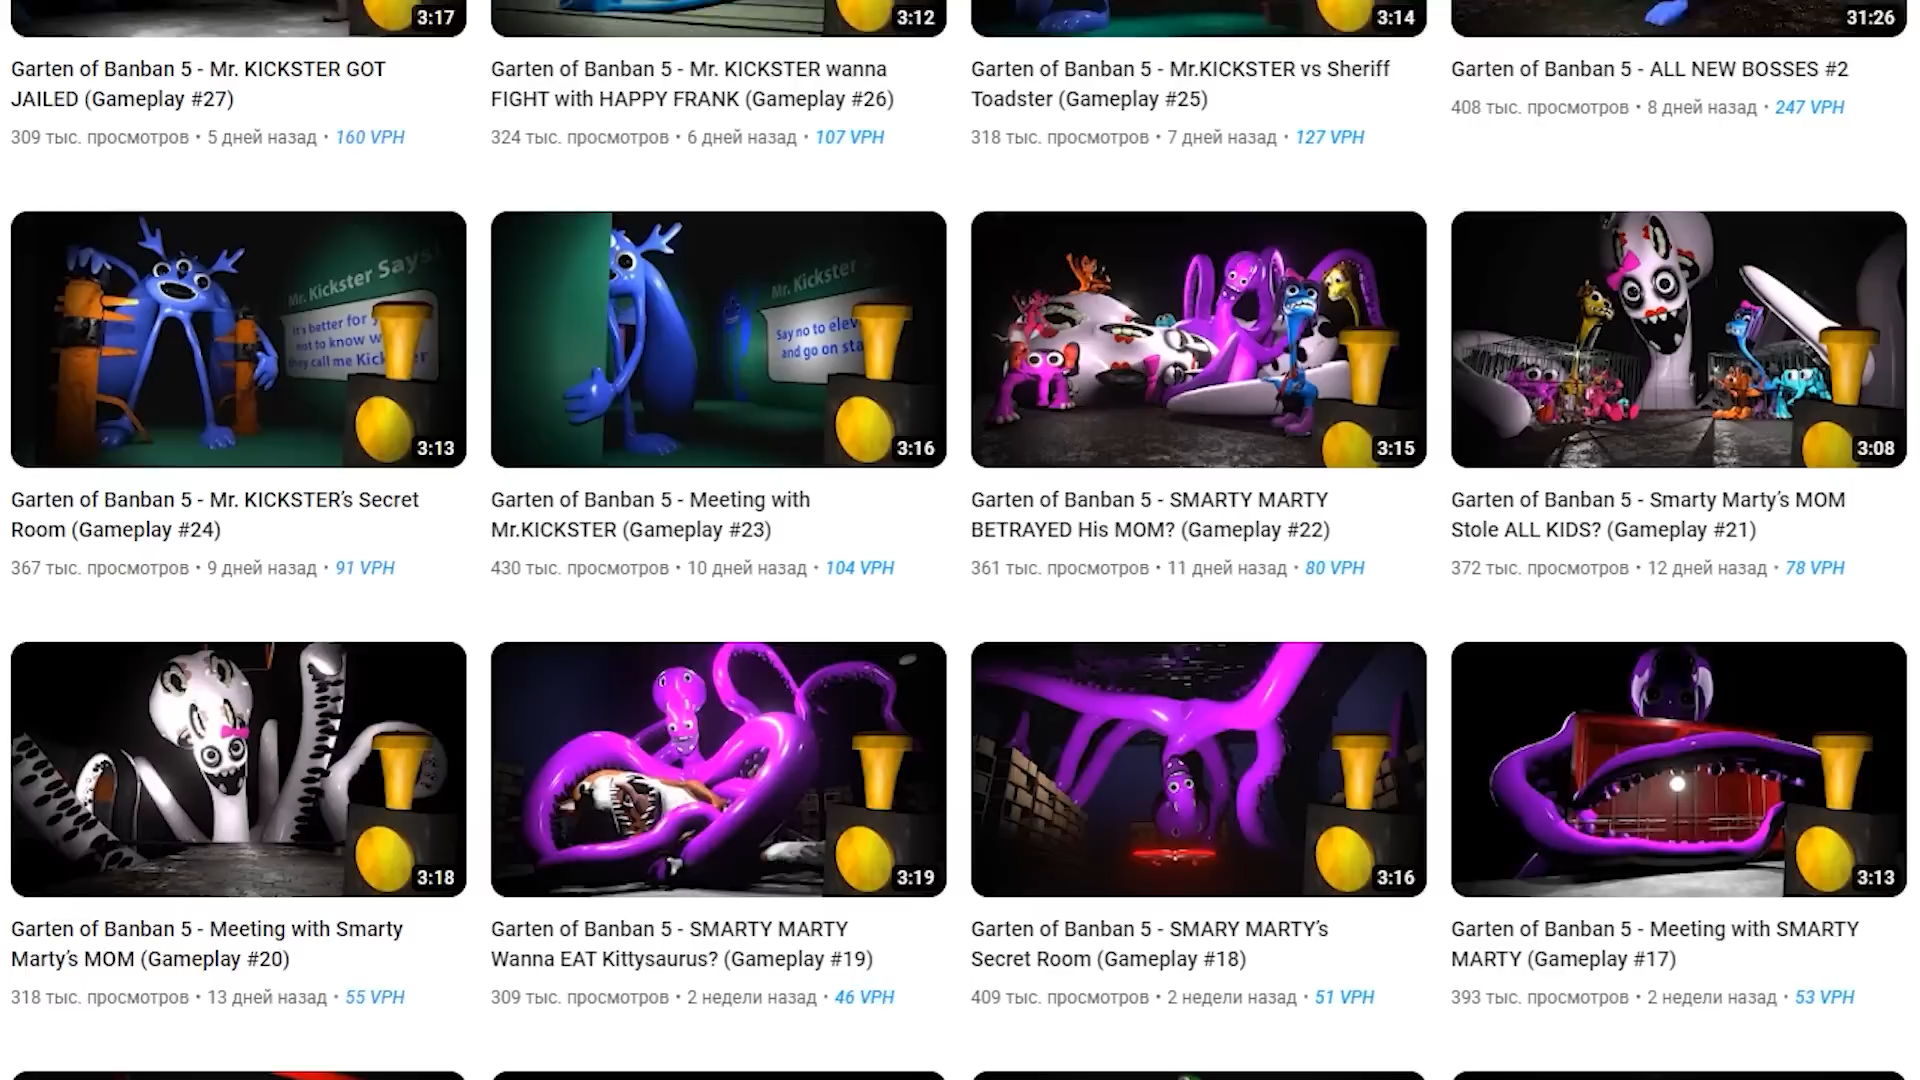 3:17
3:12
3:14
31:26
Garten of Banban 5 - Mr. KICKSTER GOT
JAILED (Gameplay #27)
309 тыс. просмотров • 5 дней назад • 160 VPH
Garten of Banban 5 - Mr. KICKSTER wanna
FIGHT with HAPPY FRANK (Gameplay #26)
324 тыс. просмотров • 6 дней назад • 107 VPH
Garten of Banban 5 - Mr.KICKSTER vs Sheriff
Toadster (Gameplay #25)
318 тыс. просмотров • 7 дней назад • 127 VPH
Garten of Banban 5 - ALL NEW BOSSES #2
408 тыс. просмотров • 8 дней назад • 247 VPH
Mr. Kickster Says
It's better for
not to know
they call me
3:13
Mr. Kickster
Say no to
and go on
3:16
3:15
3:08
Garten of Banban 5 - Mr. KICKSTER’s Secret
Room (Gameplay #24)
367 тыс. просмотров • 9 дней назад • 91 VPH
Garten of Banban 5 - Meeting with
Mr.KICKSTER (Gameplay #23)
430 тыс. просмотров • 10 дней назад • 104 VPH
Garten of Banban 5 - SMARTY MARTY
BETRAYED His MOM? (Gameplay #22)
361 тыс. просмотров • 11 дней назад • 80 VPH
Garten of Banban 5 - Smarty Marty’s MOM
Stole ALL KIDS? (Gameplay #21)
372 тыс. просмотров • 12 дней назад • 78 VPH
3:18
3:19
3:16
3:13
Garten of Banban 5 - Meeting with Smarty
Marty’s MOM (Gameplay #20)
318 тыс. просмотров • 13 дней назад • 55 VPH
Garten of Banban 5 - SMARTY MARTY
Wanna EAT Kittysaurus? (Gameplay #19)
309 тыс. просмотров • 2 недели назад • 46 VPH
Garten of Banban 5 - SMARY MARTY’s
Secret Room (Gameplay #18)
409 тыс. просмотров • 2 недели назад • 51 VPH
Garten of Banban 5 - Meeting with SMARTY
MARTY (Gameplay #17)
393 тыс. просмотров • 2 недели назад • 53 VPH